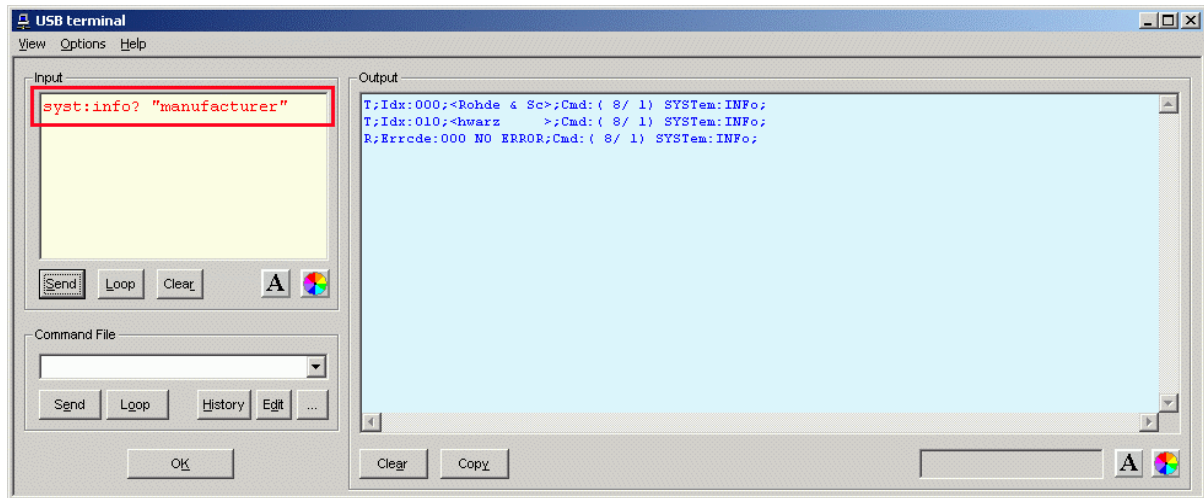 USB terminal
View Options Help
Input
syst:info? "manufacturer"
Send Loop Clear A
Command File
Send Loop History Edit ...
OK
Output
T;Idx:000;<Rohde & Sc>;Cmd:( 8/ 1) SYSTem:INFo;
T;Idx:010;<hwarz     >;Cmd:( 8/ 1) SYSTem:INFo;
R;Errcde:000 NO ERROR;Cmd:( 8/ 1) SYSTem:INFo;
Clear Copy A